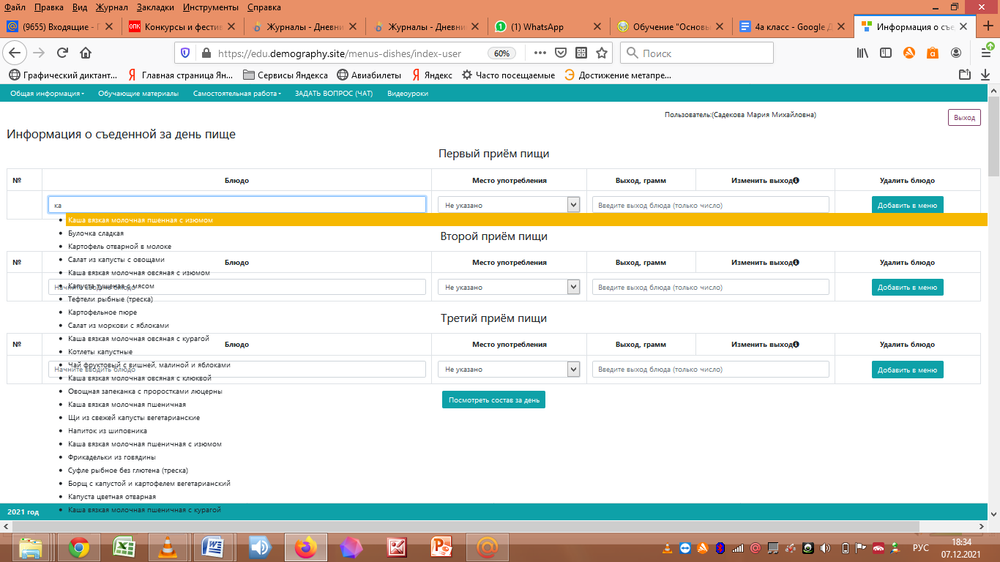 Файл Правка Вид Журнал Закладки Инструменты Справка
(9655) Входящие - Конкурсы и фестив Журналы - Дневни Журналы - Дневни (1) WhatsApp Обучение "Основы 4а класс - Google Д Информация о съе
https://edu.demography.site/menus-dishes/index-user 60% Поиск
Графический диктант... Главная страница Ян... Сервисы Яндекса Авиабилеты Яндекс Часто посещаемые Достижение метапре...
Общая информация Обучающие материалы Самостоятельная работа ЗАДАТЬ ВОПРОС (ЧАТ) Видеоуроки
Пользователь:(Садекова Мария Михайловна) Выход
Информация о съеденной за день пище
Первый приём пищи
№ Блюдо Место употребления Выход, грамм Изменить выход Удалить блюдо
ка Не указано Введите выход блюда (только число) Добавить в меню
Каша вязкая молочная пшенная с изюмом
Булочка сладкая
Второй приём пищи
Картофель отварной в молоке
Салат из капусты с овощами
№ Блюдо Место употребления Выход, грамм Изменить выход Удалить блюдо
Каша вязкая молочная овсяная с изюмом
Капуста тушеная с мясом
Начните вводить блюдо Не указано Введите выход блюда (только число) Добавить в меню
Тефтели рыбные (треска)
Картофельное пюре
Третий приём пищи
Салат из моркови с яблоками
Каша вязкая молочная овсяная с курагой
№ Блюдо Место употребления Выход, грамм Изменить выход Удалить блюдо
Котлеты капустные
Чай фруктовый с вишней, малиной и яблоками
Начните вводить блюдо Не указано Введите выход блюда (только число) Добавить в меню
Каша вязкая молочная овсяная с клюквой
Овощная запеканка с проростками люцерны
Посмотреть состав за день
Каша вязкая молочная пшеничная
Щи из свежей капусты вегетарианские
Напиток из шиповника
Каша вязкая молочная пшеничная с изюмом
Фрикадельки из говядины
Суфле рыбное без глютена (треска)
Борщ с капустой и картофелем вегетарианский
Капуста цветная отварная
Каша вязкая молочная пшеничная с курагой
2021 год
РУС 18:34
07.12.2021